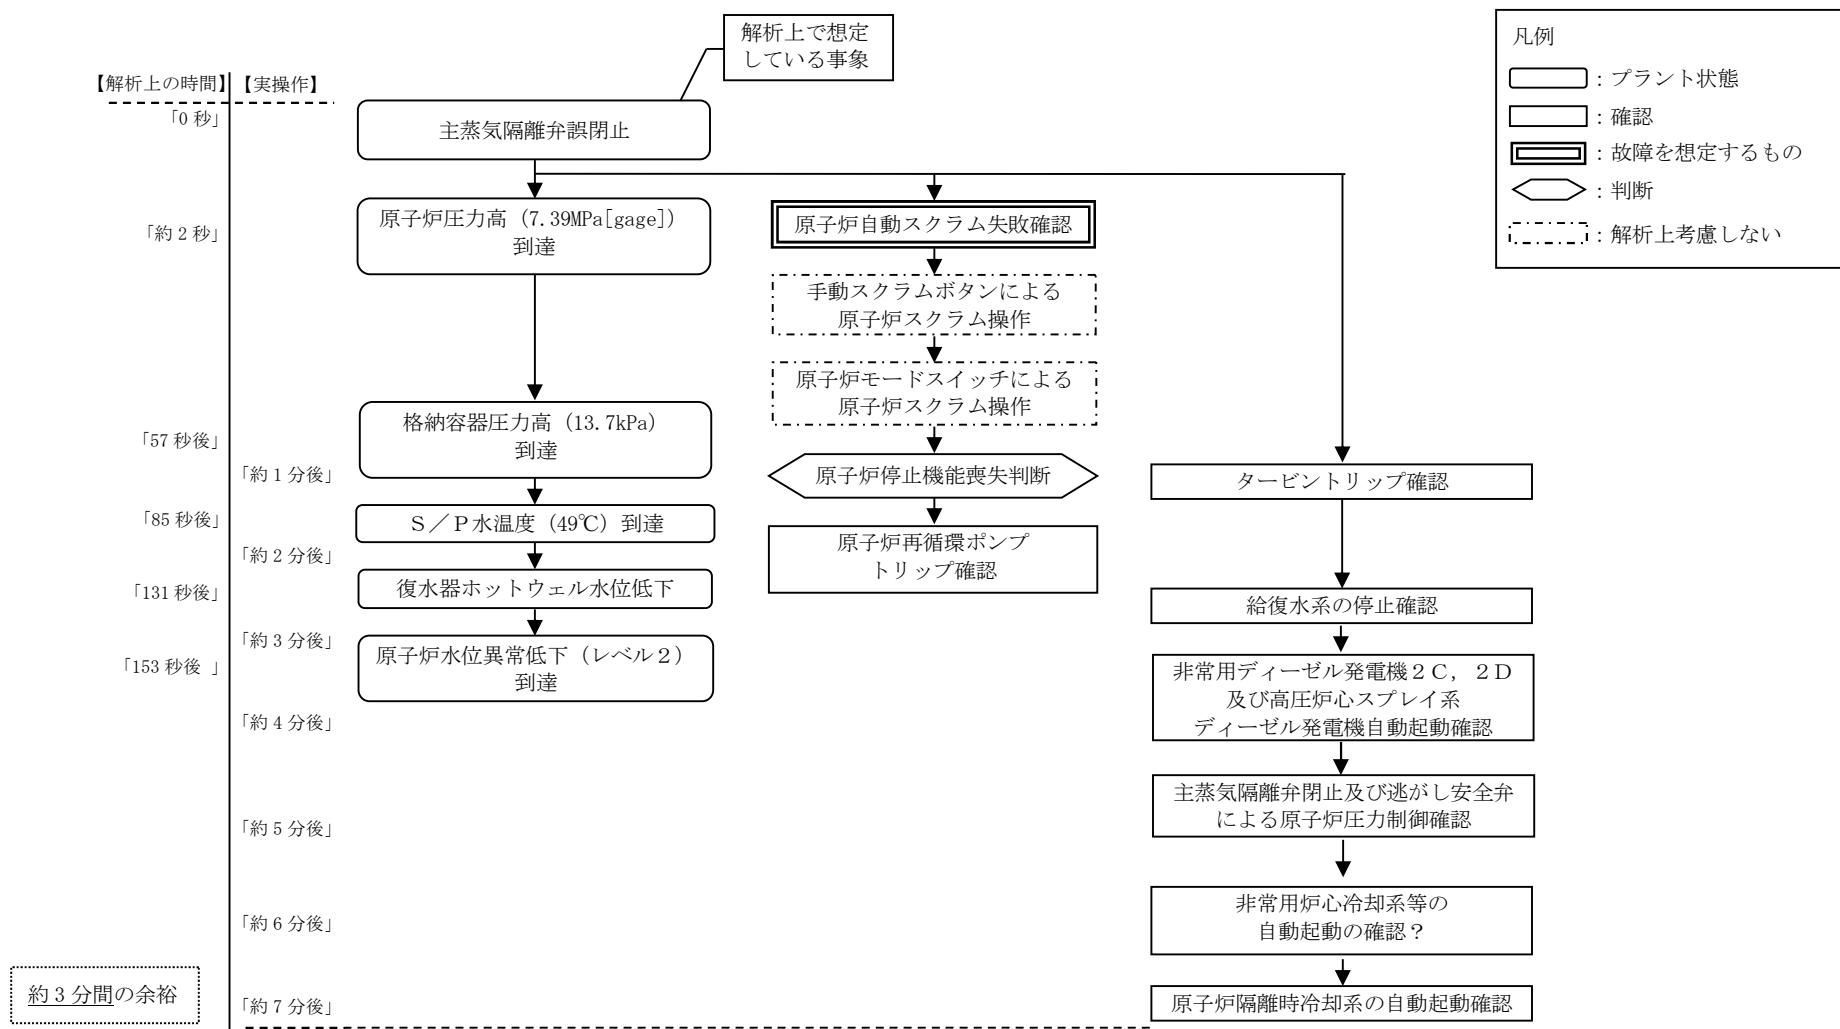 解析上で想定
している事象
凡例
：プラント状態
：確認
：故障を想定するもの
：判断
：解析上考慮しない
【解析上の時間】
【実操作】
「0 秒」
「約 2 秒」
「57 秒後」
「85 秒後」
「131 秒後」
「153 秒後 」
約 3 分間の余裕
「約 1 分後」
「約 2 分後」
「約 3 分後」
「約 4 分後」
「約 5 分後」
「約 6 分後」
「約 7 分後」
主蒸気隔離弁誤閉止
原子炉圧力高（7.39MPa[gage]）
到達
格納容器圧力高（13.7kPa）
到達
Ｓ／Ｐ水温度（49℃）到達
復水器ホットウェル水位低下
原子炉水位異常低下（レベル２）
到達
原子炉自動スクラム失敗確認
手動スクラムボタンによる
原子炉スクラム操作
原子炉モードスイッチによる
原子炉スクラム操作
原子炉停止機能喪失判断
原子炉再循環ポンプ
トリップ確認
タービントリップ確認
給復水系の停止確認
非常用ディーゼル発電機２Ｃ，２Ｄ
及び高圧炉心スプレイ系
ディーゼル発電機自動起動確認
主蒸気隔離弁閉止及び逃がし安全弁
による原子炉圧力制御確認
非常用炉心冷却系等の
自動起動の確認？
原子炉隔離時冷却系の自動起動確認